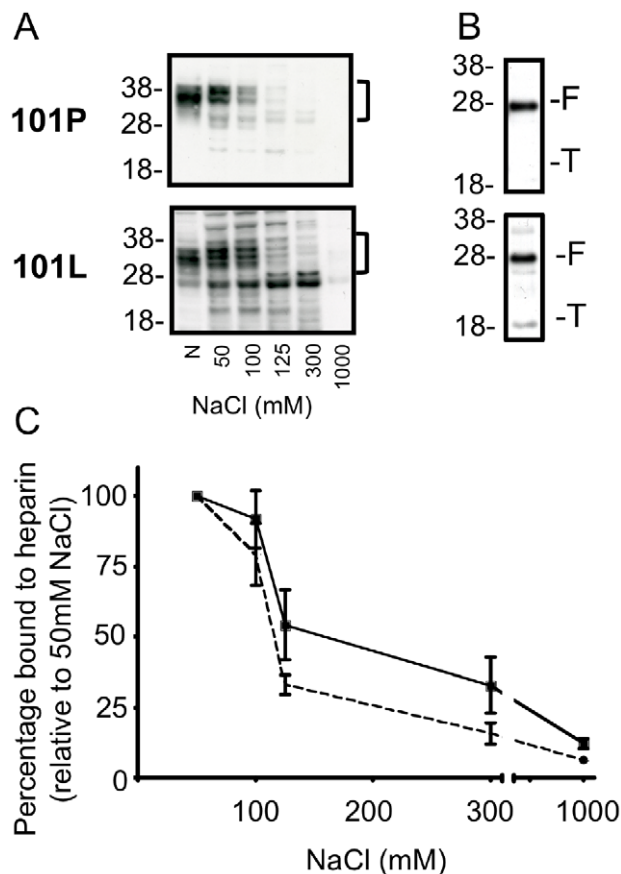 A
B
38-
28-
18-
101P
38-
28-
18-
-F
-T
38-
28-
18-
101L
38-
28-
18-
-F
-T
N
50
100
125
300
1000
NaCl (mM)
C
Percentage bound to heparin
(relative to 50mM NaCl)
100
75
50
25
0
100
200
300
1000
NaCl (mM)